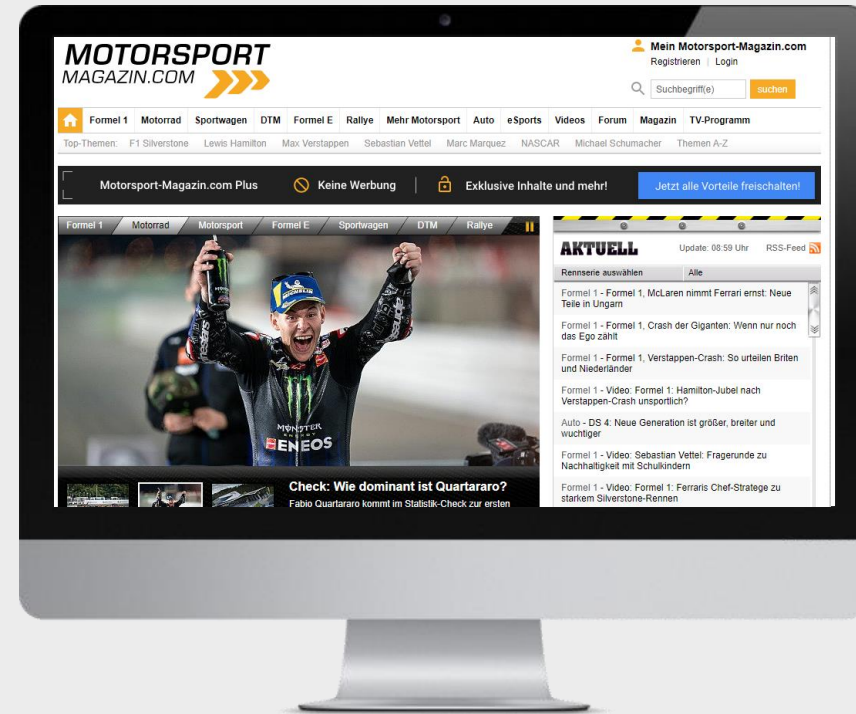 MOTORSPORT
MAGAZIN.COM
Mein Motorsport-Magazin.com
Registrieren | Login
Suchbegriff(e) suchen
Formel 1 Motorrad Sportwagen DTM Formel E Rallye Mehr Motorsport Auto eSports Videos Forum Magazin TV-Programm
Top-Themen: F1 Silverstone Lewis Hamilton Max Verstappen Sebastian Vettel Marc Marquez NASCAR Michael Schumacher Themen A-Z
Motorsport-Magazin.com Plus Keine Werbung | Exklusive Inhalte und mehr! Jetzt alle Vorteile freischalten!
Formel 1 Motorrad Motorsport Formel E Sportwagen DTM Rallye
MICHELIN
MONSTER
ENERGY
ENEOS
Check: Wie dominant ist Quartararo?
Fabio Quartararo kommt im Statistik-Check zur ersten
AKTUELL Update: 08:59 Uhr RSS-Feed
Rennserie auswählen Alle
Formel 1 - Formel 1, McLaren nimmt Ferrari ernst: Neue
Teile in Ungarn
Formel 1 - Formel 1, Crash der Giganten: Wenn nur noch
das Ego zählt
Formel 1 - Formel 1, Verstappen-Crash: So urteilen Briten
und Niederländer
Formel 1 - Video: Formel 1: Hamilton-Jubel nach
Verstappen-Crash unsportlich?
Auto - DS 4: Neue Generation ist größer, breiter und
wuchtiger
Formel 1 - Video: Sebastian Vettel: Fragerunde zu
Nachhaltigkeit mit Schulkindern
Formel 1 - Video: Formel 1: Ferraris Chef-Stratege zu
starkem Silverstone-Rennen